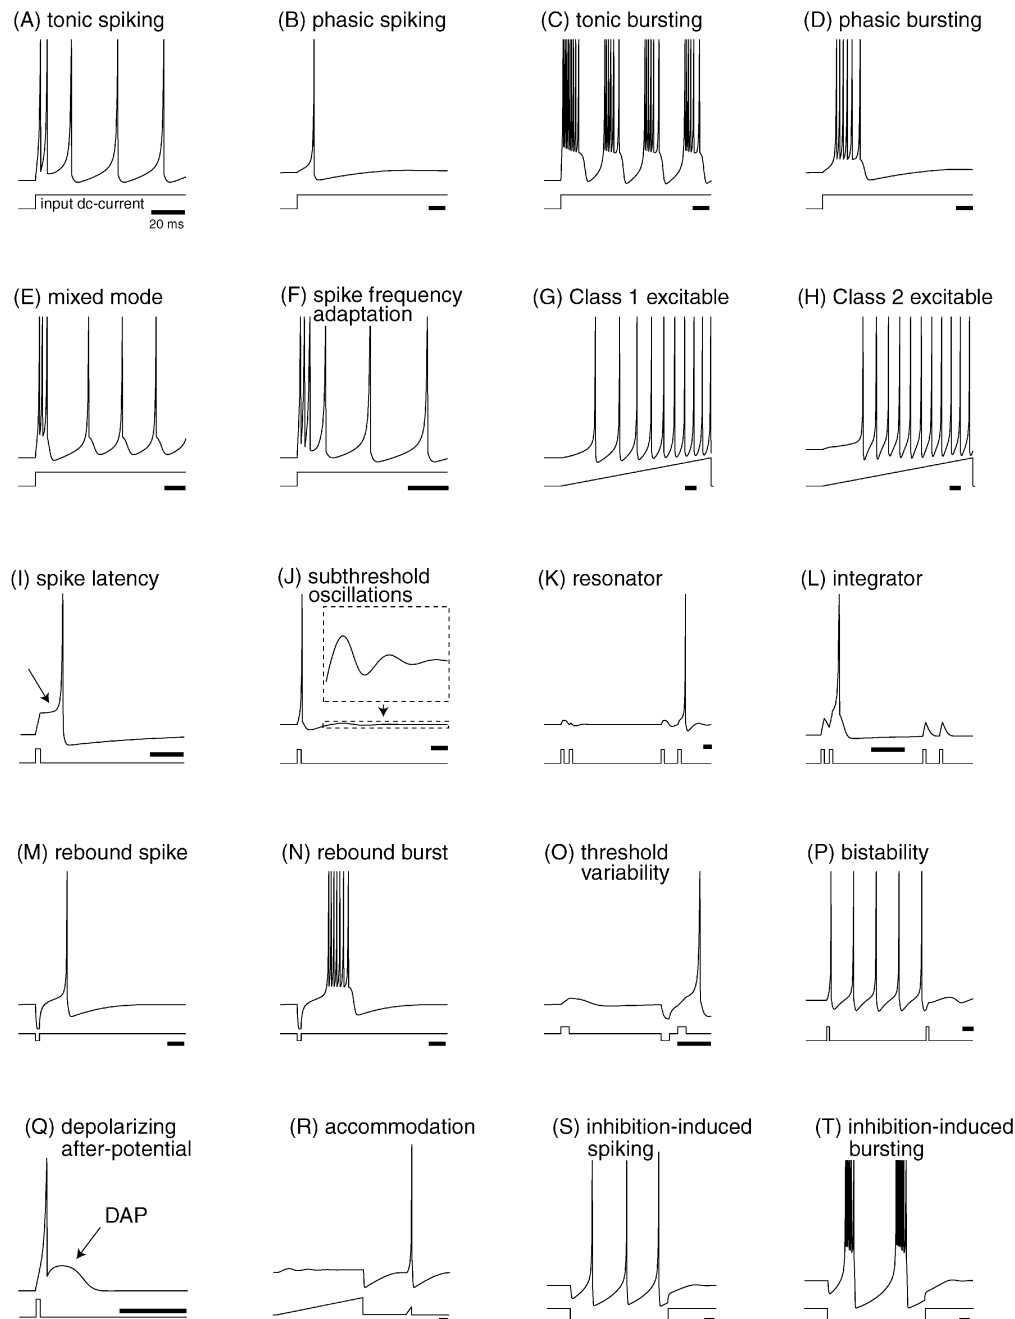 (A) tonic spiking
(B) phasic spiking
(C) tonic bursting
(D) phasic bursting
input dc-current
20 ms
(E) mixed mode
(F) spike frequency
adaptation
(G) Class 1 excitable
(H) Class 2 excitable
(I) spike latency
(J) subthreshold
oscillations
(K) resonator
(L) integrator
(M) rebound spike
(N) rebound burst
(O) threshold
variability
(P) bistability
(Q) depolarizing
after-potential
DAP
(R) accommodation
(S) inhibition-induced
spiking
(T) inhibition-induced
bursting